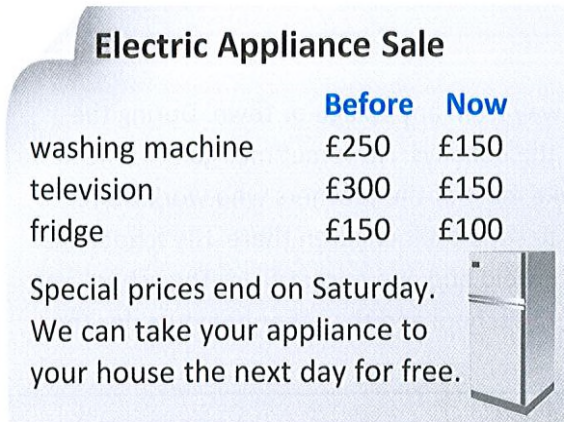 Electric Appliance Sale
Before Now
washing machine £250 £150
television £300 £150
fridge £150 £100
Special prices end on Saturday.
We can take your appliance to
your house the next day for free.